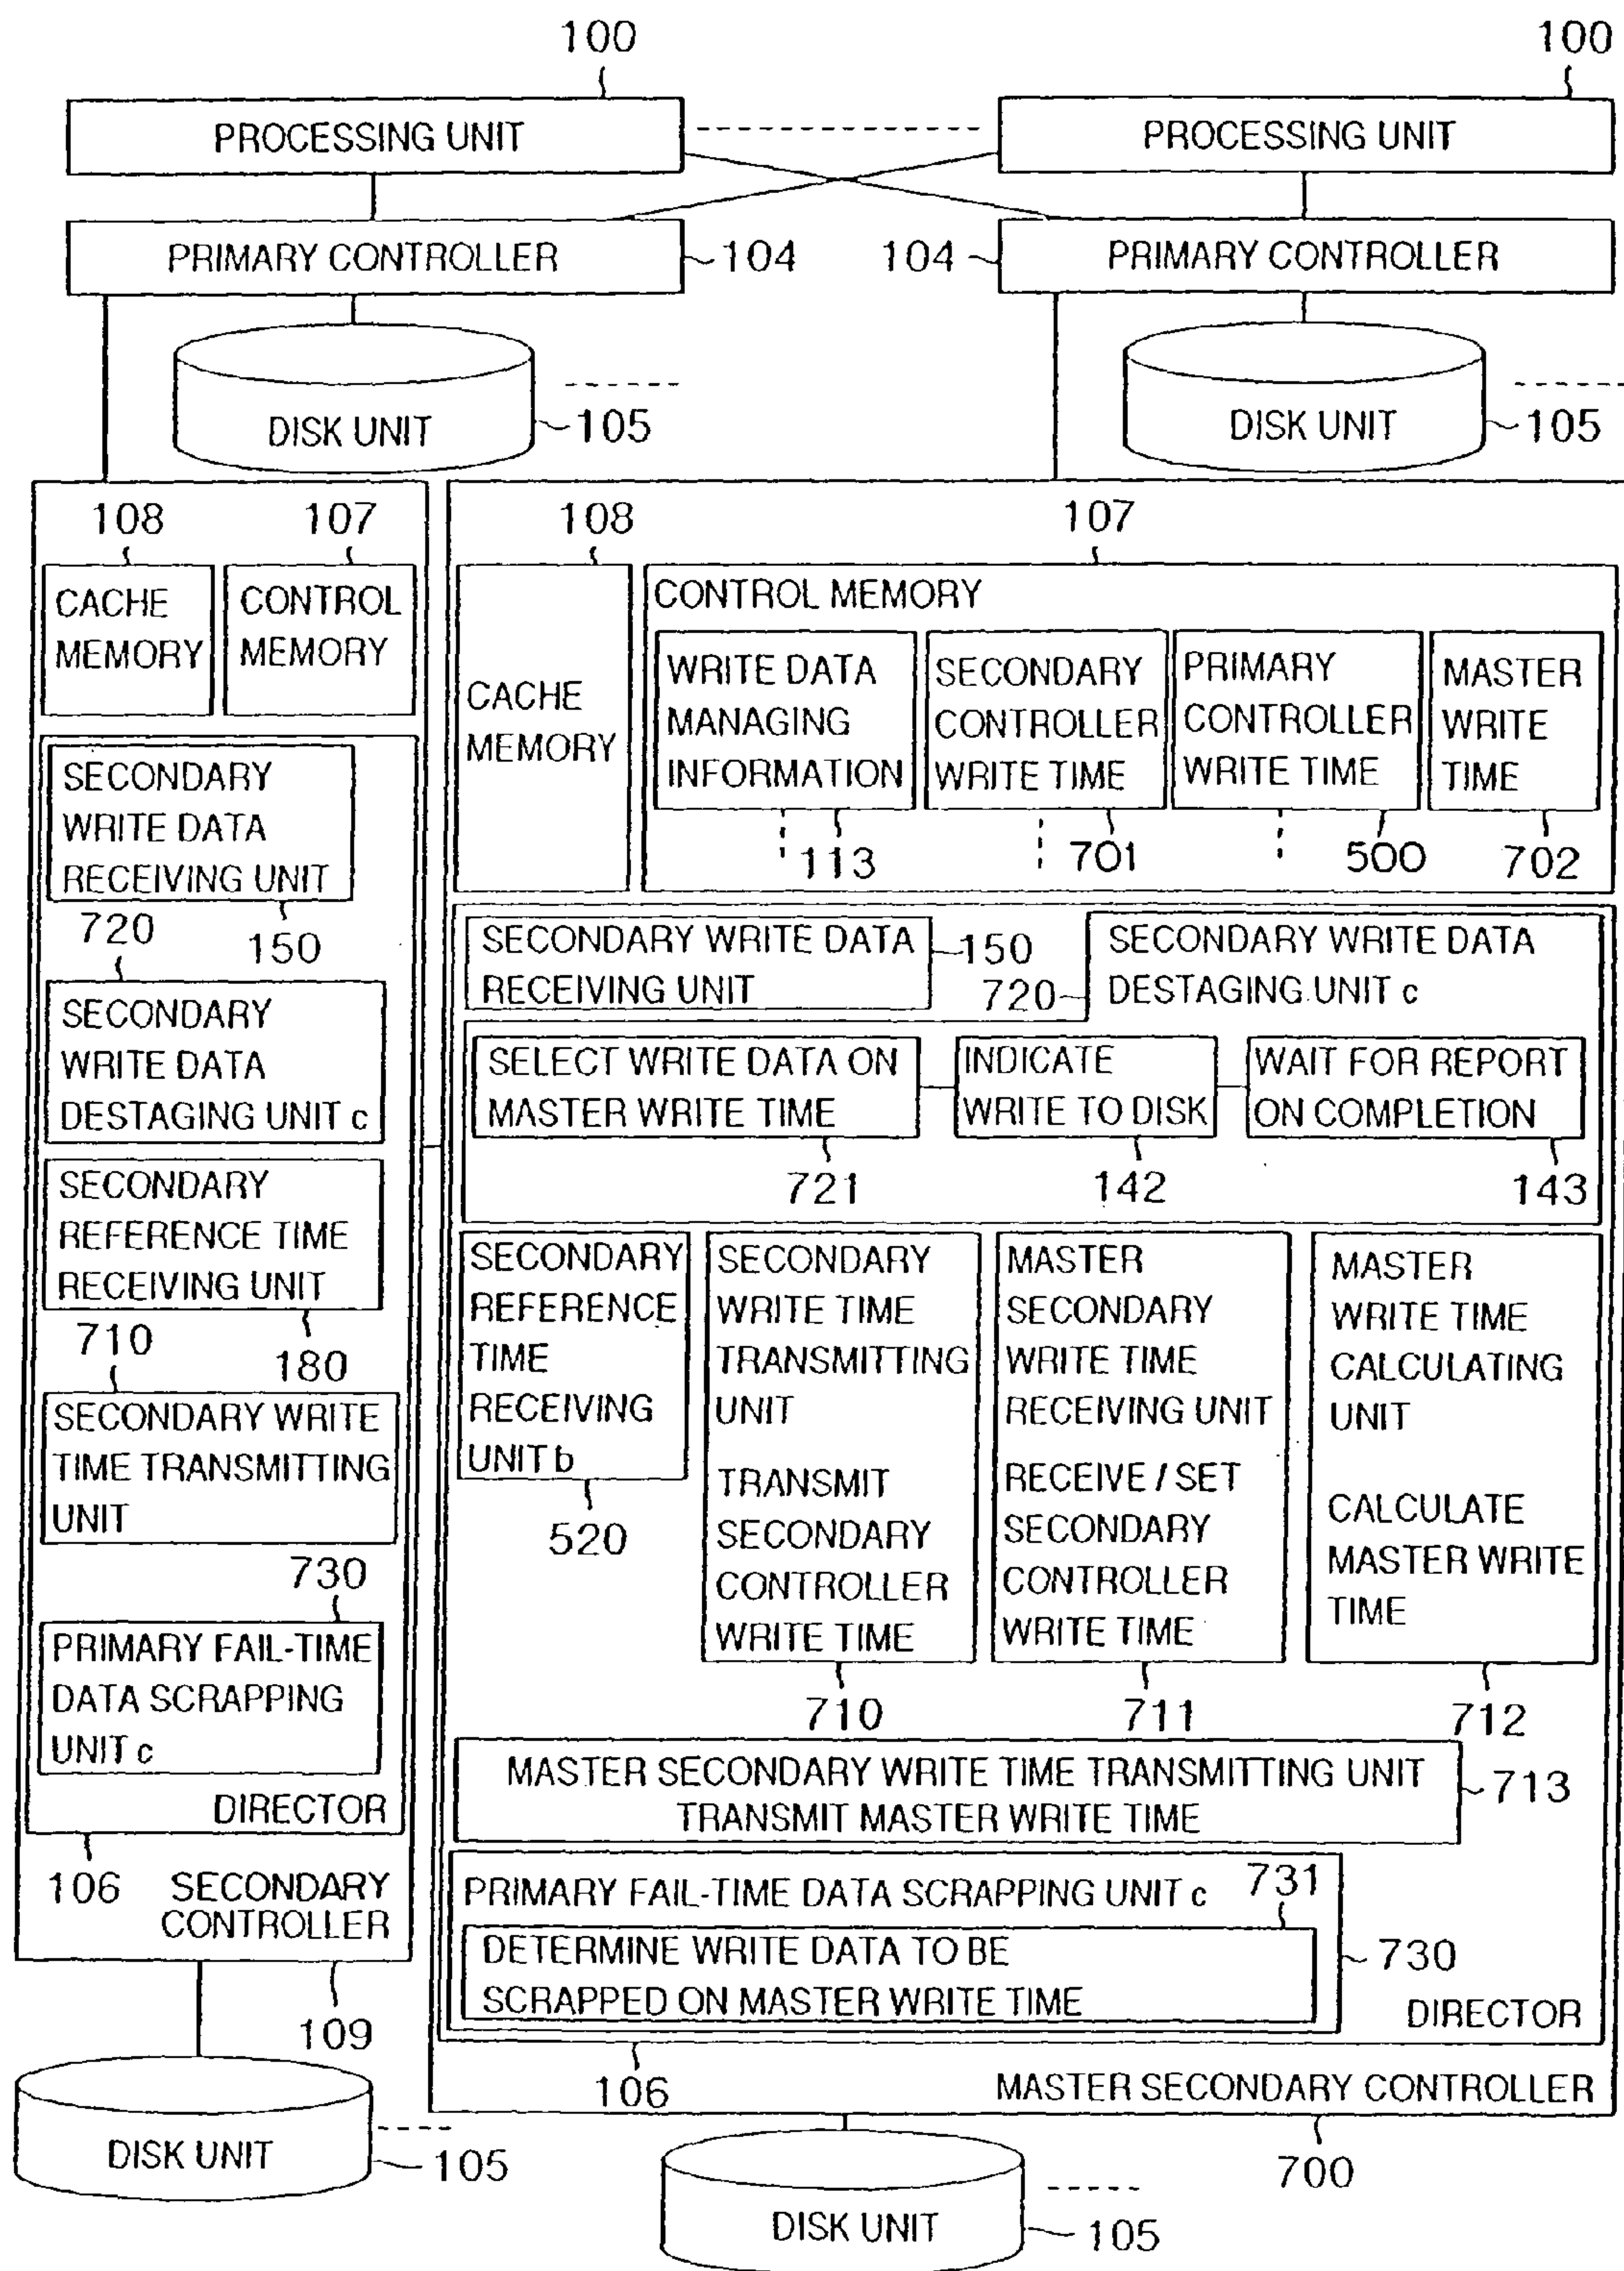 100 100
PROCESSING UNIT PROCESSING UNIT
PRIMARY CONTROLLER 104 104 PRIMARY CONTROLLER
DISK UNIT 105 DISK UNIT 105
108 107
CACHE
MEMORY
CONTROL
MEMORY
SECONDARY
WRITE DATA
RECEIVING UNIT
720 150
SECONDARY
WRITE DATA
DESTAGING UNIT c
SECONDARY
REFERENCE TIME
RECEIVING UNIT
710 180
SECONDARY WRITE
TIME TRANSMITTING
UNIT
730
PRIMARY FAIL-TIME
DATA SCRAPPING
UNIT c
DIRECTOR
106 SECONDARY
CONTROLLER
109
DISK UNIT 105
108 107
CACHE
MEMORY
CONTROL MEMORY
WRITE DATA
MANAGING
INFORMATION
113
SECONDARY
CONTROLLER
WRITE TIME
701
PRIMARY
CONTROLLER
WRITE TIME
500
MASTER
WRITE
TIME
702
SECONDARY WRITE DATA
RECEIVING UNIT
150
720
SECONDARY WRITE DATA
DESTAGING UNIT c
SELECT WRITE DATA ON
MASTER WRITE TIME
721
INDICATE
WRITE TO DISK
142
WAIT FOR REPORT
ON COMPLETION
143
SECONDARY
REFERENCE
TIME
RECEIVING
UNIT b
520
SECONDARY
WRITE TIME
TRANSMITTING
UNIT
TRANSMIT
SECONDARY
CONTROLLER
WRITE TIME
710
MASTER
SECONDARY
WRITE TIME
RECEIVING UNIT
RECEIVE / SET
SECONDARY
CONTROLLER
WRITE TIME
711
MASTER
WRITE TIME
CALCULATING
UNIT
CALCULATE
MASTER WRITE
TIME
712
MASTER SECONDARY WRITE TIME TRANSMITTING UNIT
TRANSMIT MASTER WRITE TIME
713
PRIMARY FAIL-TIME DATA SCRAPPING UNIT c 731
DETERMINE WRITE DATA TO BE
SCRAPPED ON MASTER WRITE TIME
730
DIRECTOR
106 MASTER SECONDARY CONTROLLER
700
DISK UNIT 105